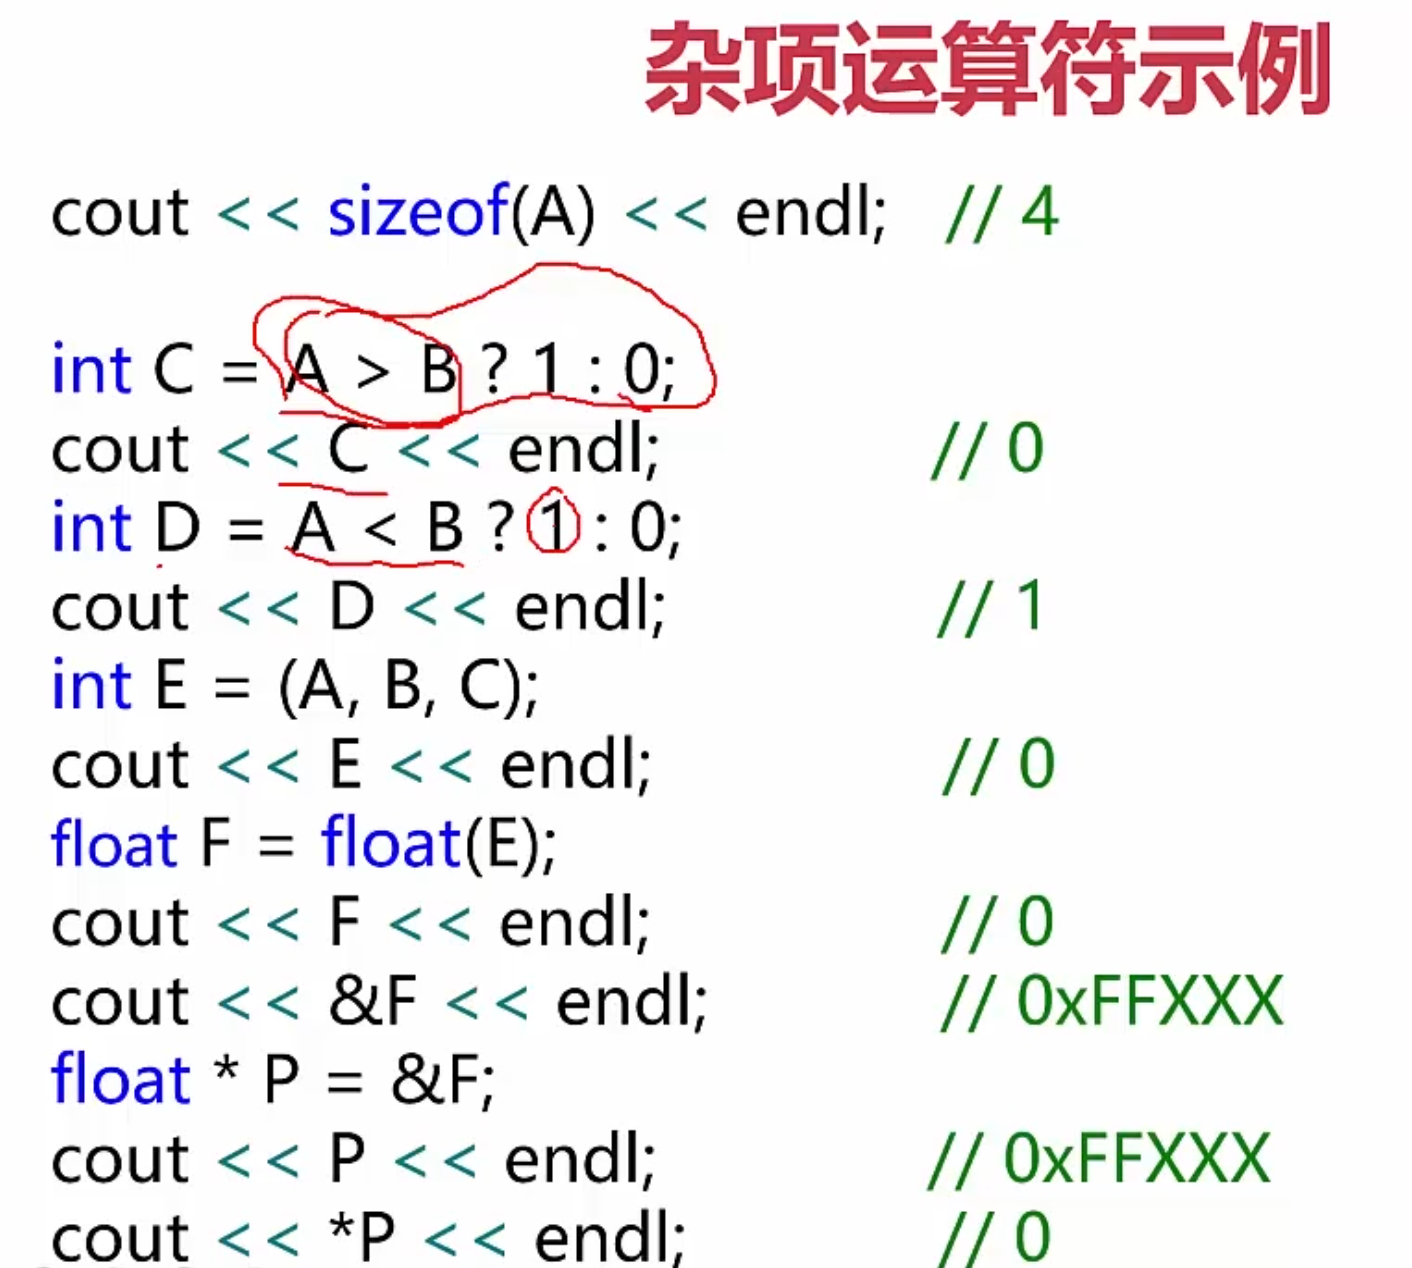 杂项运算符示例
cout << sizeof(A) << endl; // 4
int C = A > B ? 1 : 0;
cout << C << endl; // 0
int D = A < B ? 1 : 0;
cout << D << endl; // 1
int E = (A, B, C);
cout << E << endl; // 0
float F = float(E);
cout << F << endl; // 0
cout << &F << endl; // 0xFFXXX
float * P = &F;
cout << P << endl; // 0xFFXXX
cout << *P << endl; // 0